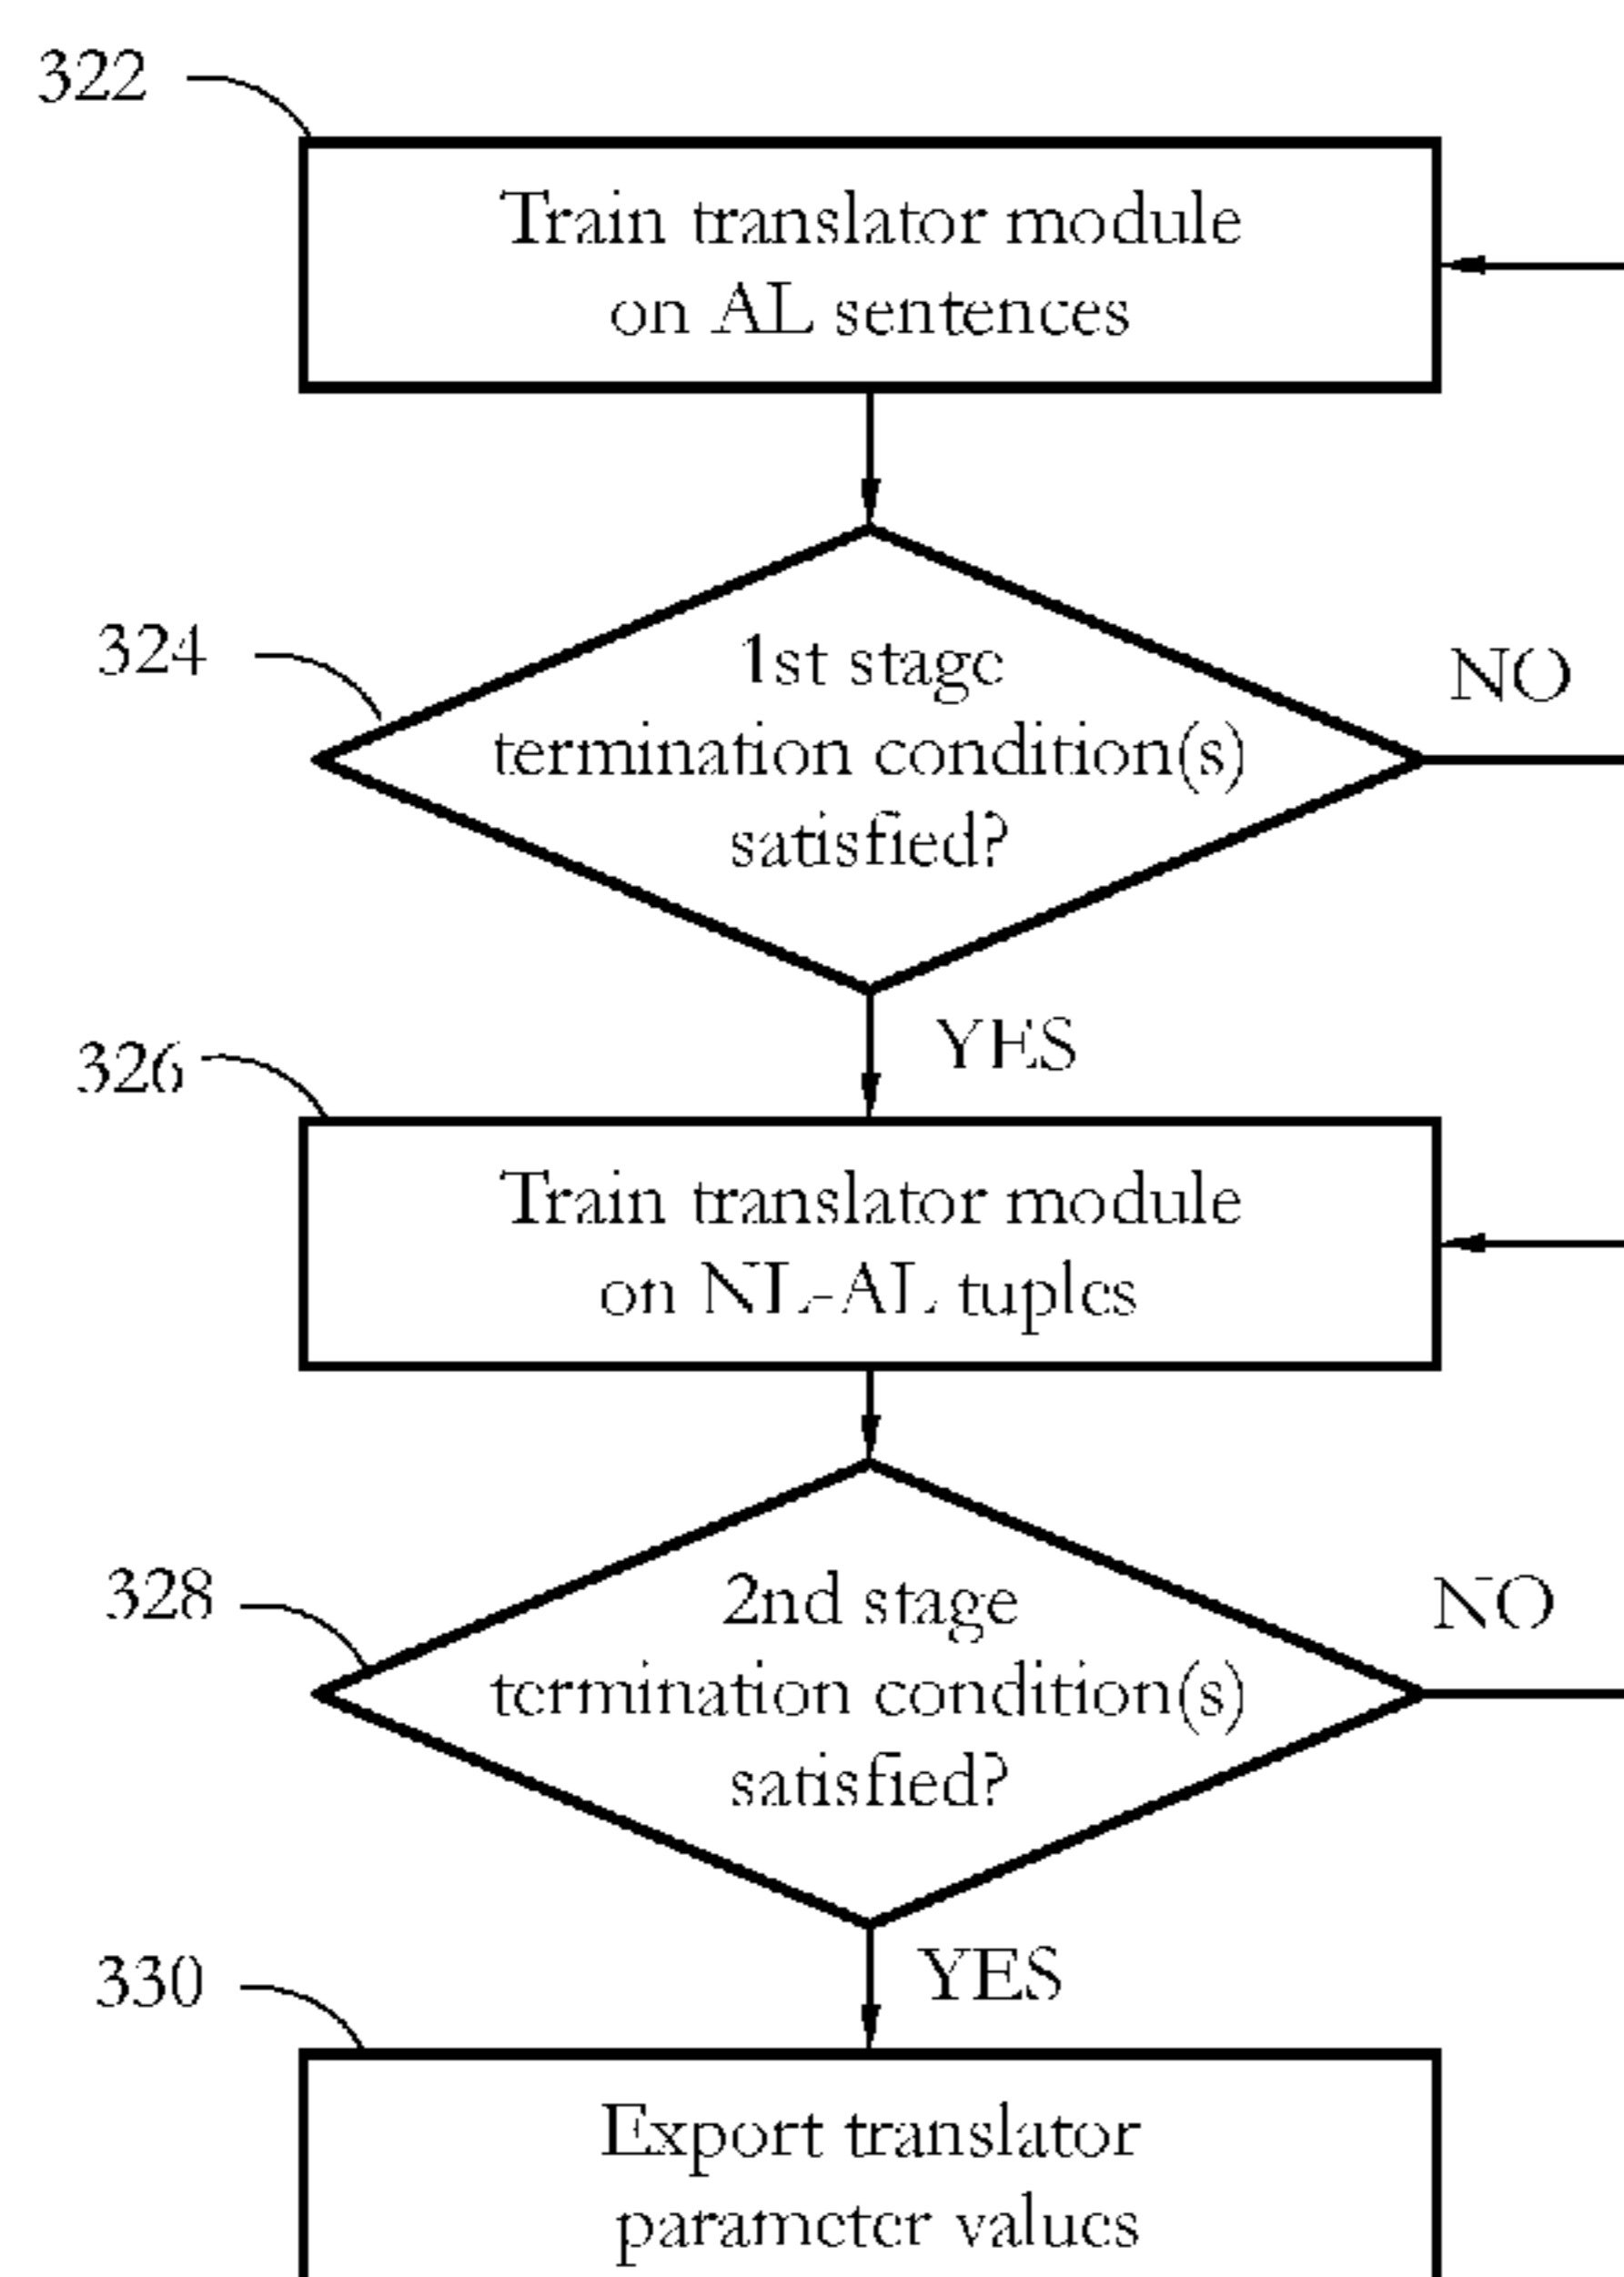 322
Train translator module
on AL sentences
324
1st stage
termination condition(s)
satisfied?
NO
YES
326
Train translator module
on NL-AL tuples
328
2nd stage
termination condition(s)
satisfied?
NO
YES
330
Export translator
parameter values